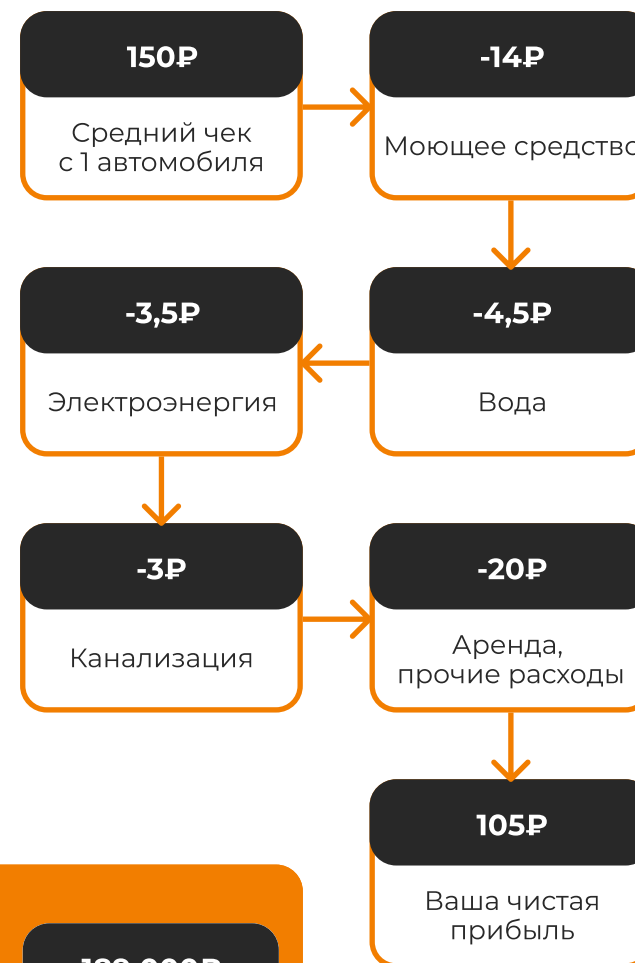 150₽
Средний чек
с 1 автомобиля
-14₽
Моющее средство
-4,5₽
Вода
-3,5₽
Электроэнергия
-3₽
Канализация
-20₽
Аренда,
прочие расходы
105₽
Ваша чистая
прибыль